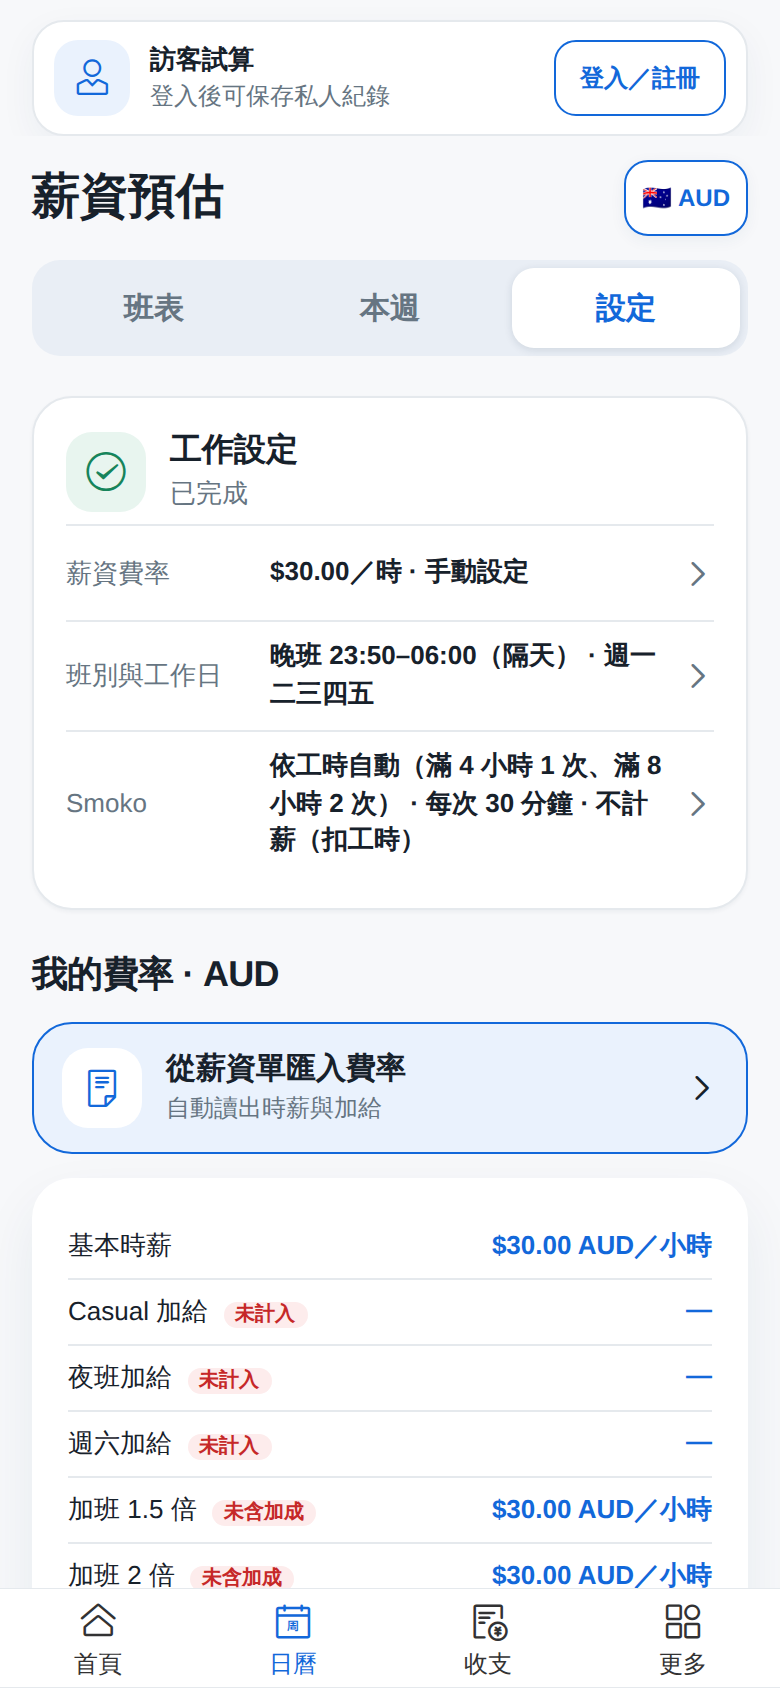 訪客試算
登入後可保存私人紀錄
登入／註冊
薪資預估
🇦🇺 AUD
班表
本週
設定
工作設定
已完成
薪資費率
$30.00／時 · 手動設定
班別與工作日
晚班 23:50–06:00（隔天） · 週一
二三四五
Smoko
依工時自動（滿 4 小時 1 次、滿 8
小時 2 次） · 每次 30 分鐘 · 不計
薪（扣工時）
我的費率 · AUD
從薪資單匯入費率
自動讀出時薪與加給
基本時薪
$30.00 AUD／小時
Casual 加給 未計入
—
夜班加給 未計入
—
週六加給 未計入
—
加班 1.5 倍 未含加成
$30.00 AUD／小時
加班 2 倍 未含加成
$30.00 AUD／小時
首頁
周
日曆
¥
收支
更多